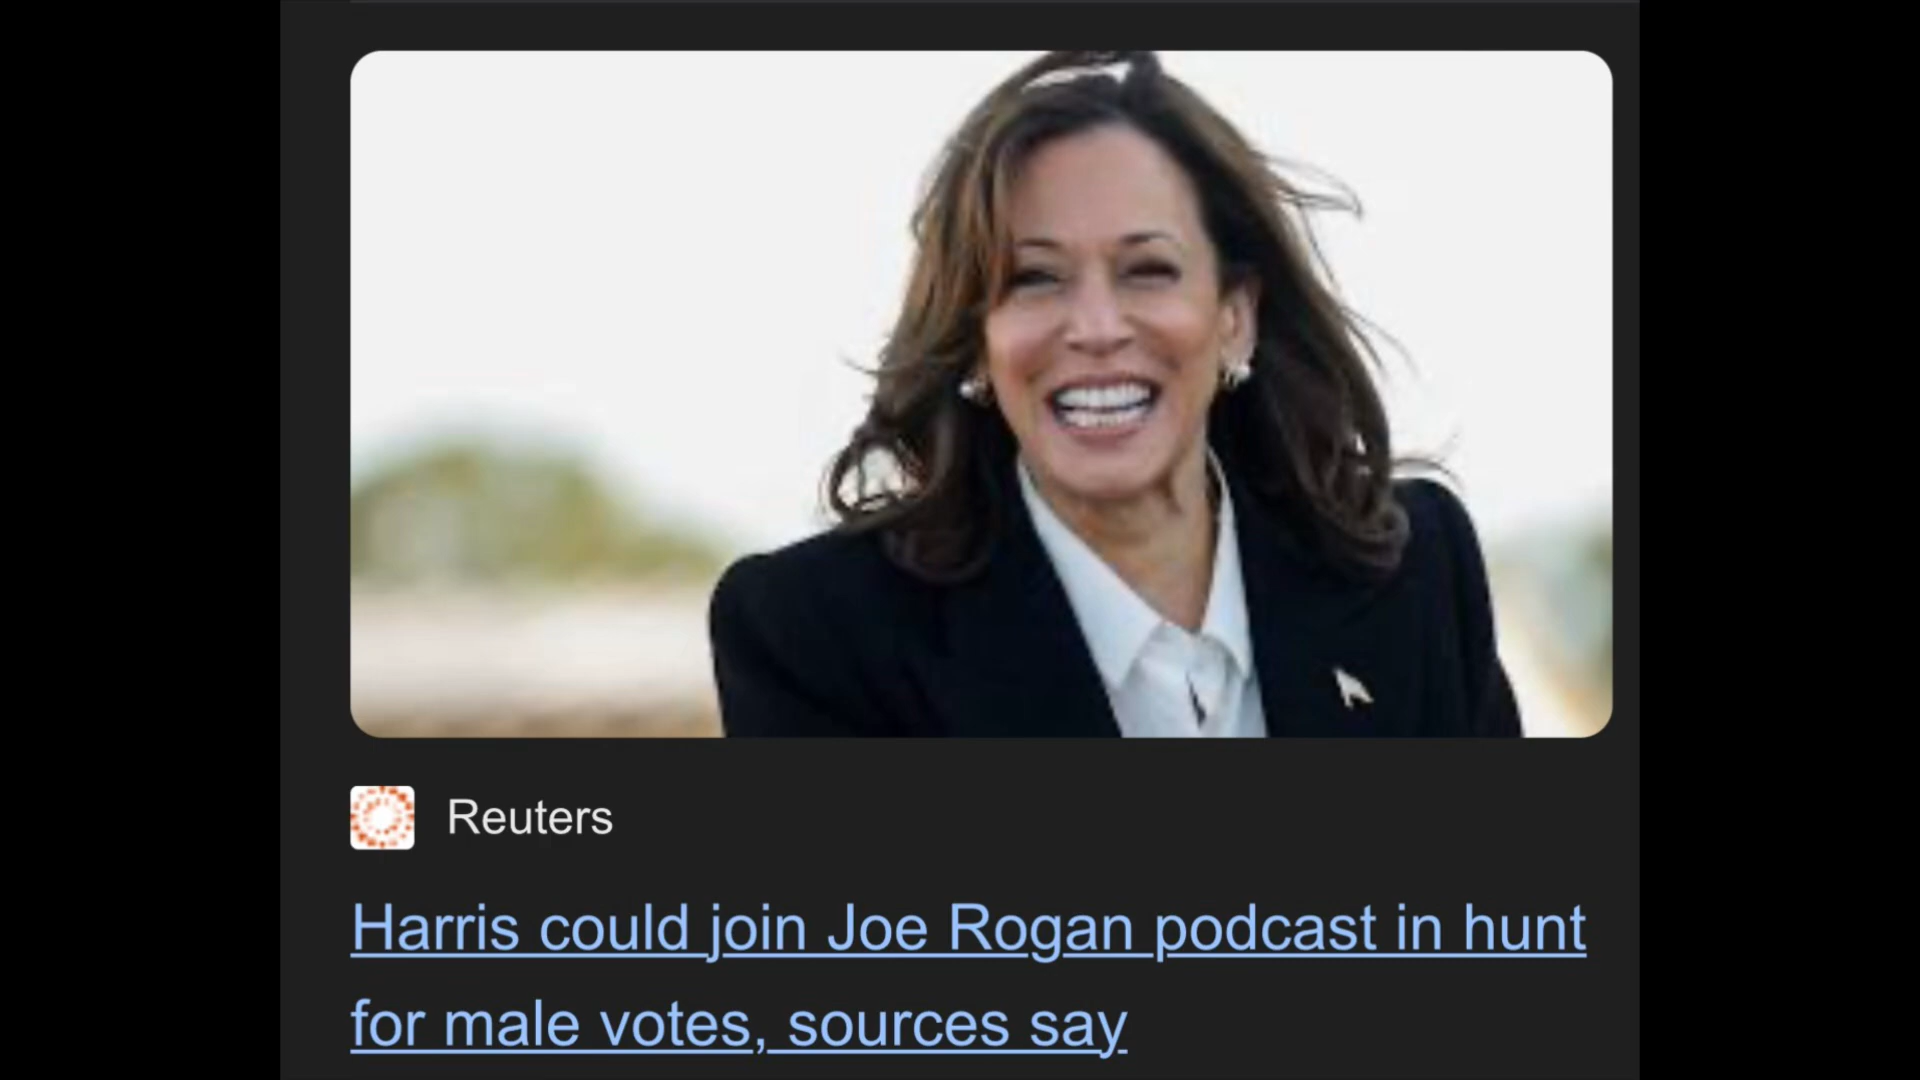 Reuters
Harris could join Joe Rogan podcast in hunt
for male votes, sources say